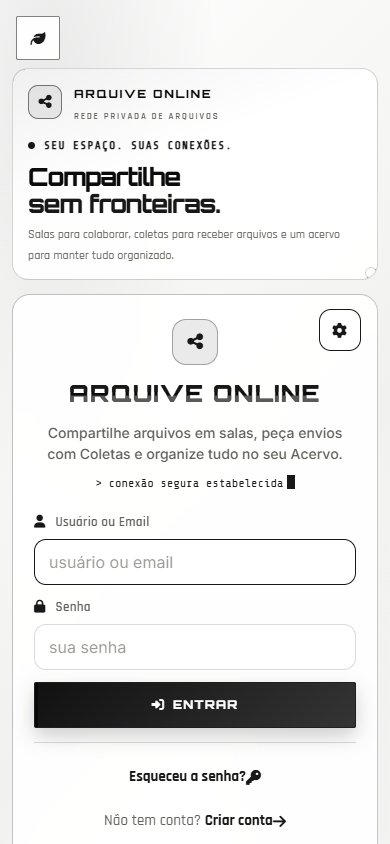 ARQUIVE ONLINE
REDE PRIVADA DE ARQUIVOS
SEU ESPAÇO. SUAS CONEXÕES.
Compartilhe
sem fronteiras.
Salas para colaborar, coletas para receber arquivos e um acervo
para manter tudo organizado.
ARQUIVE ONLINE
Compartilhe arquivos em salas, peça envios
com Coletas e organize tudo no seu Acervo.
> conexão segura estabelecida
Usuário ou Email
usuário ou email
Senha
sua senha
ENTRAR
Esqueceu a senha?
Não tem conta? Criar conta